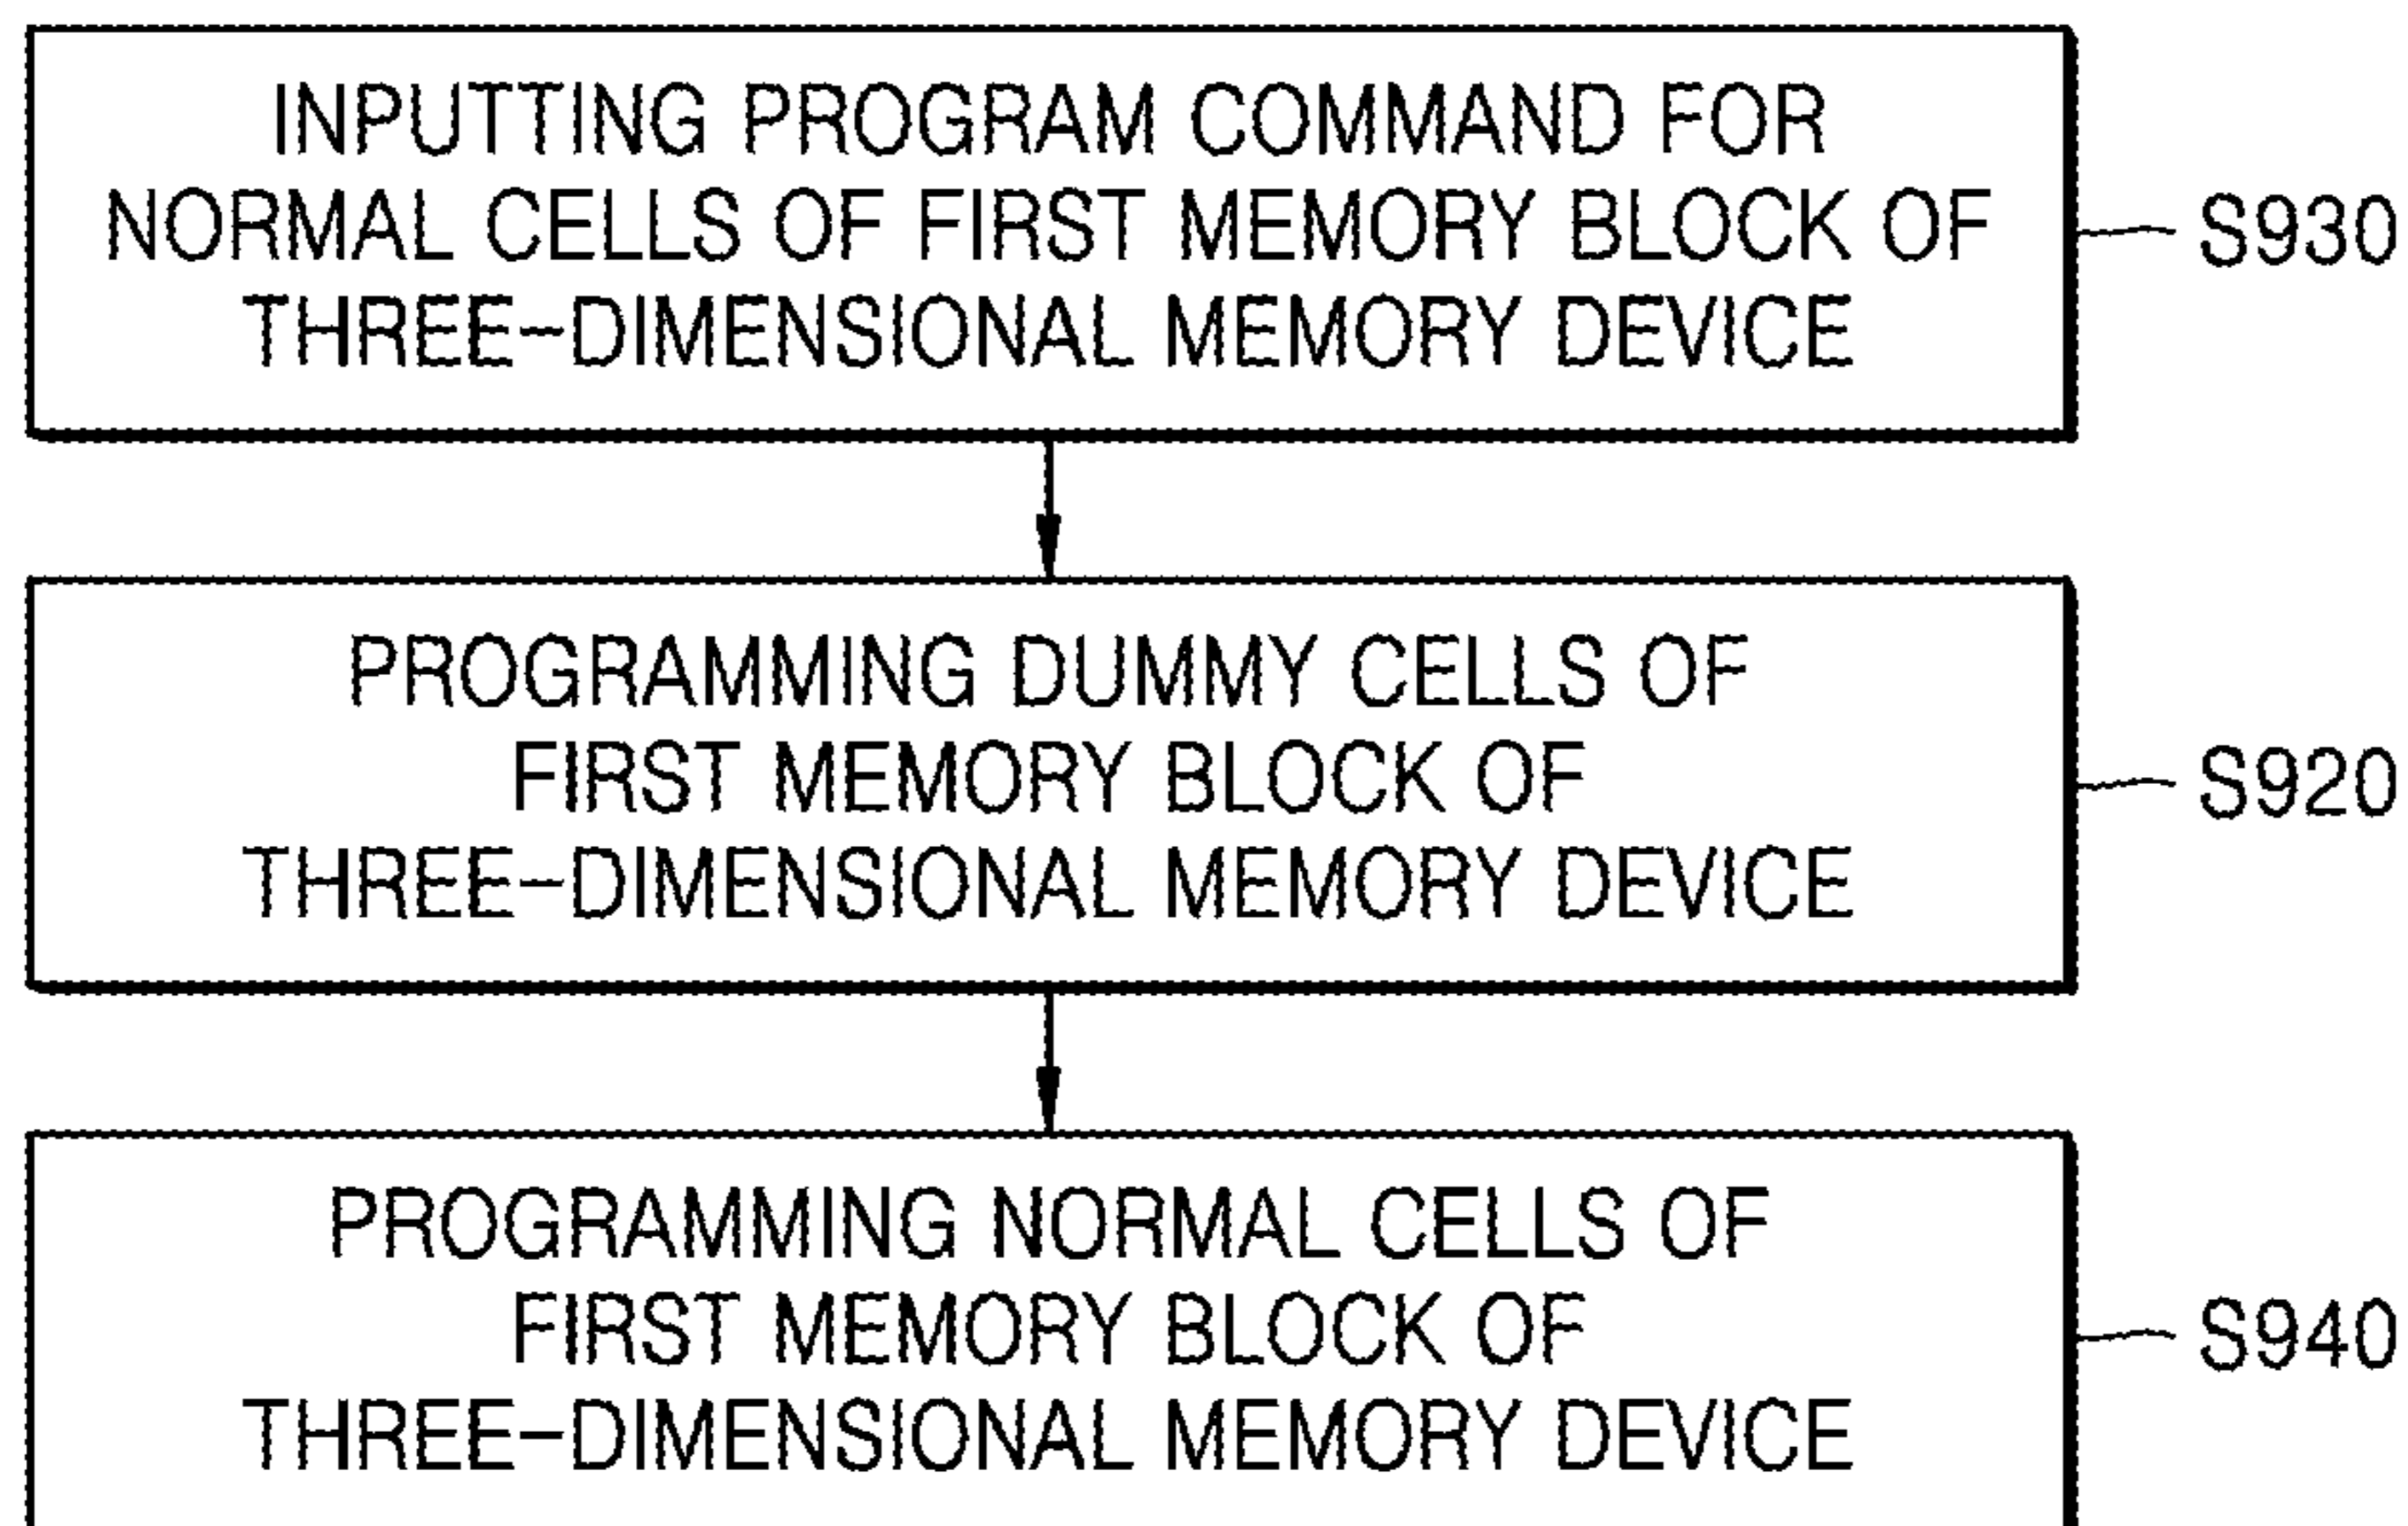 INPUTTING PROGRAM COMMAND FOR
NORMAL CELLS OF FIRST MEMORY BLOCK OF
THREE-DIMENSIONAL MEMORY DEVICE
S930
PROGRAMMING DUMMY CELLS OF
FIRST MEMORY BLOCK OF
THREE-DIMENSIONAL MEMORY DEVICE
S920
PROGRAMMING NORMAL CELLS OF
FIRST MEMORY BLOCK OF
THREE-DIMENSIONAL MEMORY DEVICE
S940